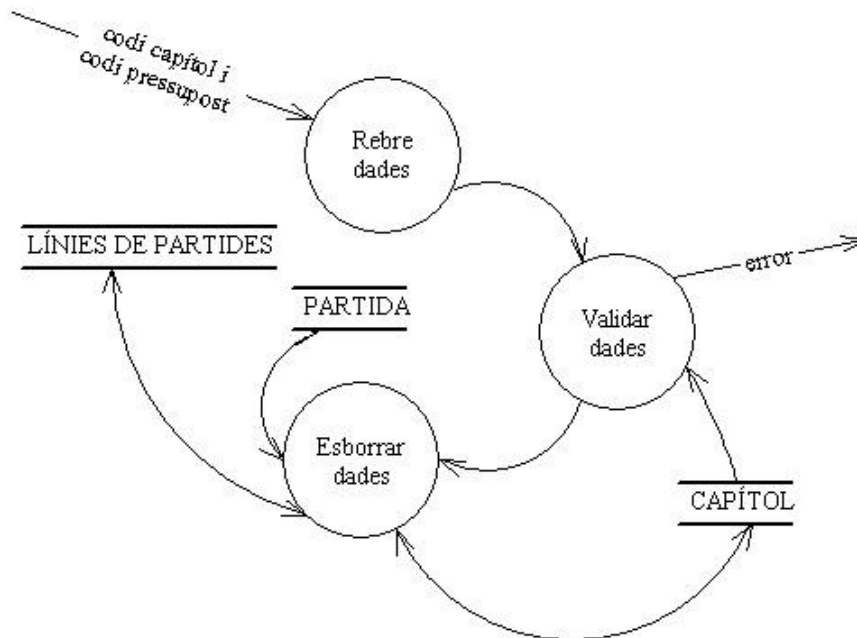 codi capítol i
codi pressupost
Rebre
dades
LÍNIES DE PARTIDES
error
PARTIDA
Validar
dades
Esborrar
dades
CAPÍTOL